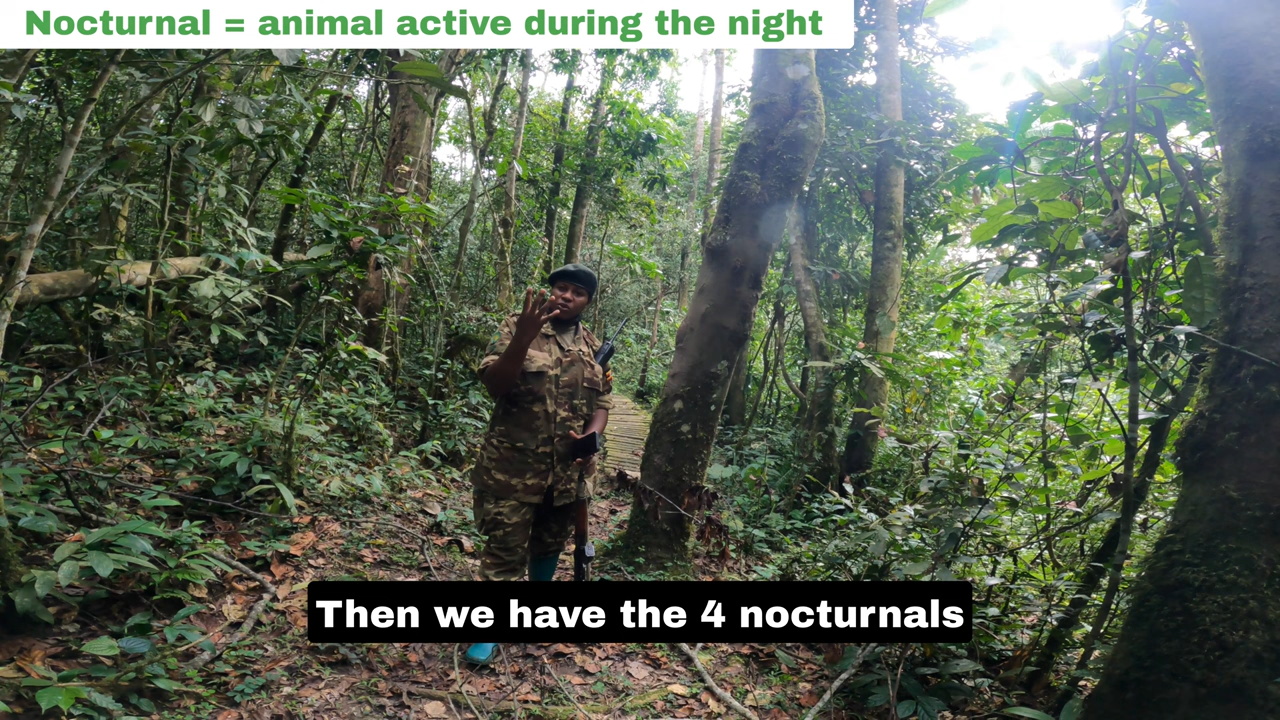 Nocturnal = animal active during the night
Then we have the 4 nocturnals